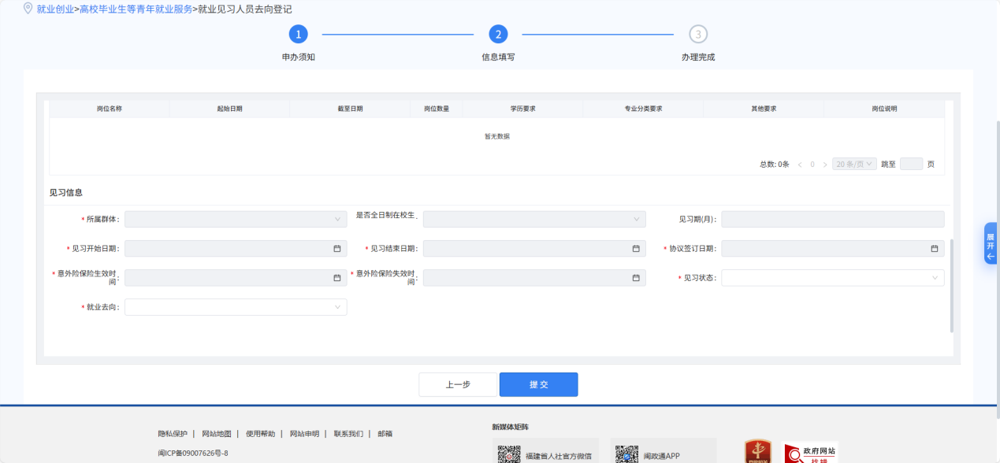 就业创业>高校毕业生等青年就业服务>就业见习人员去向登记
1 2 3
申办须知 信息填写 办理完成
岗位名称 起始日期 截至日期 岗位数量 学历要求 专业分类要求 其他要求 岗位说明
暂无数据
总数: 0条 < 0 > 20 条/页 跳至 页
见习信息
* 所属群体: 是否全日制在校生: 见习期(月):
* 见习开始日期: * 见习结束日期: * 协议签订日期:
* 意外险保险生效时间: * 意外险保险失效时间: * 见习状态:
* 就业去向:
展开
上一步 提交
隐私保护 | 网站地图 | 使用帮助 | 网站申明 | 联系我们 | 邮箱
闽ICP备09007626号-8
新媒体矩阵
福建省人社官方微信 闽政通APP
政府网站
找错